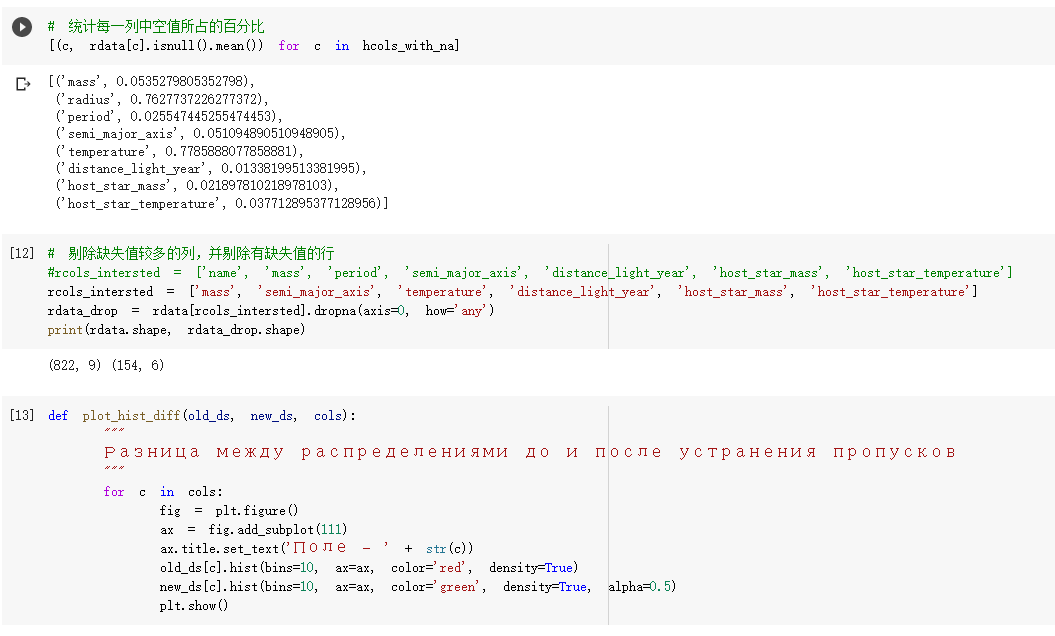 # 统计每一列中空值所占的百分比
[(c, rdata[c].isnull().mean()) for c in hcols_with_na]
[('mass', 0.0535279805352798),
('radius', 0.7627737226277372),
('period', 0.025547445255474453),
('semi_major_axis', 0.051094890510948905),
('temperature', 0.7785888077858881),
('distance_light_year', 0.01338199513381995),
('host_star_mass', 0.021897810218978103),
('host_star_temperature', 0.037712895377128956)]
[12] # 剔除缺失值较多的列，并剔除有缺失值的行
#rcols_intersted = ['name', 'mass', 'period', 'semi_major_axis', 'distance_light_year', 'host_star_mass', 'host_star_temperature']
rcols_intersted = ['mass', 'semi_major_axis', 'temperature', 'distance_light_year', 'host_star_mass', 'host_star_temperature']
rdata_drop = rdata[rcols_intersted].dropna(axis=0, how='any')
print(rdata.shape, rdata_drop.shape)
(822, 9) (154, 6)
[13] def plot_hist_diff(old_ds, new_ds, cols):
"""
Разница между распределениями до и после устранения пропусков
"""
for c in cols:
fig = plt.figure()
ax = fig.add_subplot(111)
ax.title.set_text('Поле - ' + str(c))
old_ds[c].hist(bins=10, ax=ax, color='red', density=True)
new_ds[c].hist(bins=10, ax=ax, color='green', density=True, alpha=0.5)
plt.show()